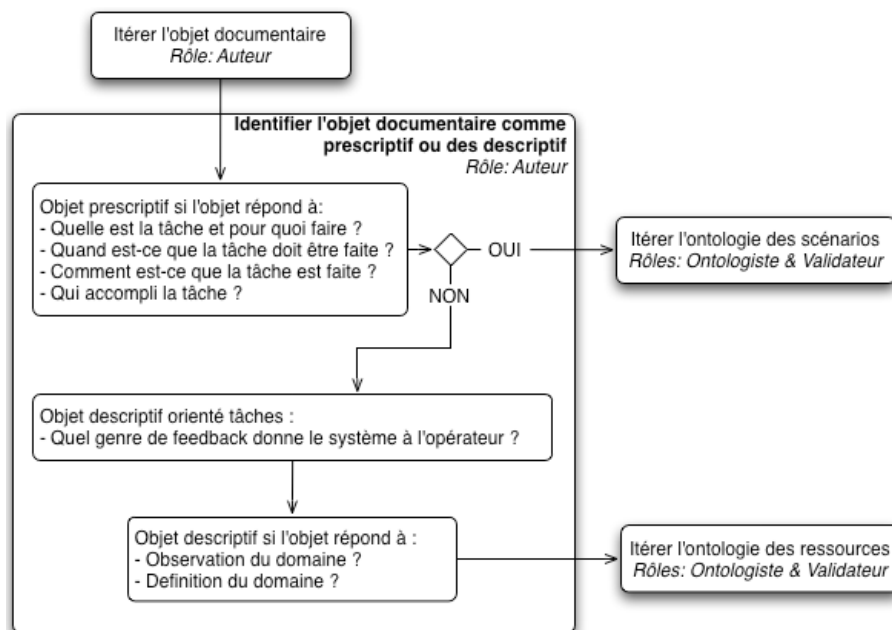 Itérer l'objet documentaire
Rôle: Auteur
Identifier l'objet documentaire comme
prescriptif ou des descriptif
Rôle: Auteur
Objet prescriptif si l'objet répond à:
- Quelle est la tâche et pour quoi faire ?
- Quand est-ce que la tâche doit être faite ?
- Comment est-ce que la tâche est faite ?
- Qui accompli la tâche ?
OUI
NON
Itérer l'ontologie des scénarios
Rôles: Ontologiste & Validateur
Objet descriptif orienté tâches :
- Quel genre de feedback donne le système à l'opérateur ?
Objet descriptif si l'objet répond à :
- Observation du domaine ?
- Definition du domaine ?
Itérer l'ontologie des ressources
Rôles: Ontologiste & Validateur